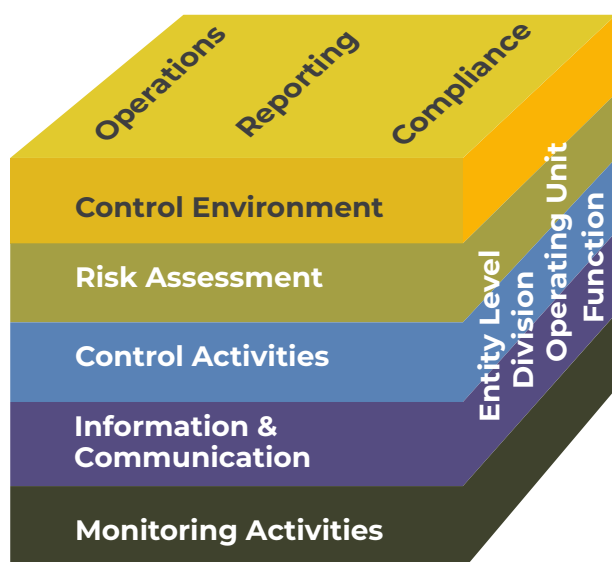 Operations
Reporting
Compliance
Control Environment
Risk Assessment
Control Activities
Information &
Communication
Monitoring Activities
Entity Level
Division
Operating Unit
Function